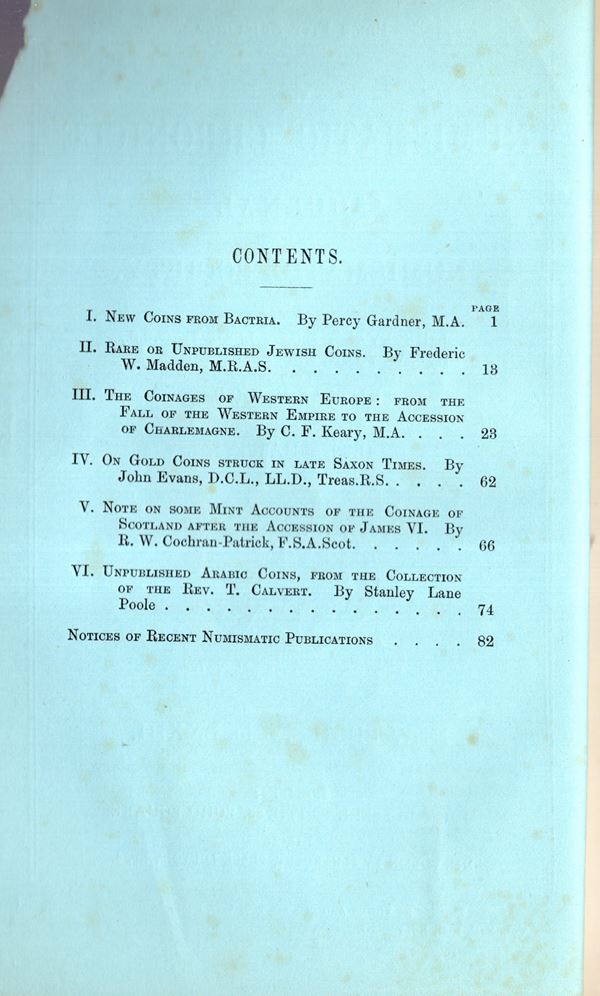 CONTENTS.
PAGE
I. New Coins from Bactria. By Percy Gardner, M.A. 1
II. Rare or Unpublished Jewish Coins. By Frederic
W. Madden, M.R.A.S. . . . . . . . . . 13
III. The Coinages of Western Europe: from the
Fall of the Western Empire to the Accession
of Charlemagne. By C. F. Keary, M.A. . . . 23
IV. On Gold Coins struck in late Saxon Times. By
John Evans, D.C.L., LL.D., Treas.R.S. . . . . 62
V. Note on some Mint Accounts of the Coinage of
Scotland after the Accession of James VI. By
R. W. Cochran-Patrick, F.S.A.Scot. . . . . . 66
VI. Unpublished Arabic Coins, from the Collection
of the Rev. T. Calvert. By Stanley Lane
Poole . . . . . . . . . . . . . . . 74
Notices of Recent Numismatic Publications . . . . 82